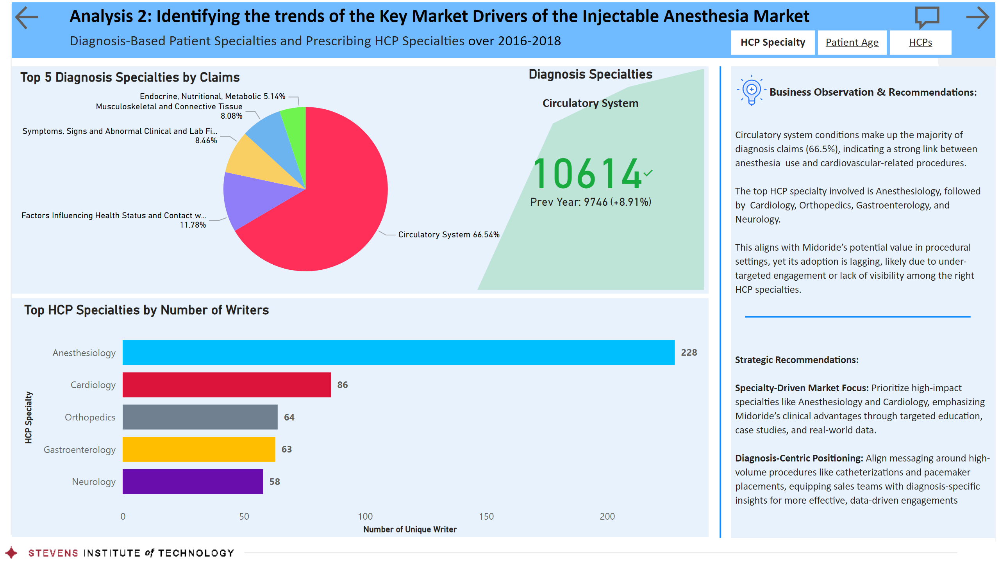 Analysis 2: Identifying the trends of the Key Market Drivers of the Injectable Anesthesia Market
Diagnosis-Based Patient Specialties and Prescribing HCP Specialties over 2016-2018
HCP Specialty
Patient Age
HCPs
Top 5 Diagnosis Specialties by Claims
Endocrine, Nutritional, Metabolic 5.14%
Musculoskeletal and Connective Tissue
8.08%
Symptoms, Signs and Abnormal Clinical and Lab Fi...
8.46%
Factors Influencing Health Status and Contact w...
11.78%
Circulatory System 66.54%
Diagnosis Specialties
Circulatory System
10614
Prev Year: 9746 (+8.91%)
Top HCP Specialties by Number of Writers
HCP Specialty
Anesthesiology
228
Cardiology
86
Orthopedics
64
Gastroenterology
63
Neurology
58
0 50 100 150 200
Number of Unique Writer
Business Observation & Recommendations:
Circulatory system conditions make up the majority of
diagnosis claims (66.5%), indicating a strong link between
anesthesia  use and cardiovascular-related procedures.
The top HCP specialty involved is Anesthesiology, followed
by  Cardiology, Orthopedics, Gastroenterology, and
Neurology.
This aligns with Midoride’s potential value in procedural
settings, yet its adoption is lagging, likely due to under-
targeted engagement or lack of visibility among the right
HCP specialties.
Strategic Recommendations:
Specialty-Driven Market Focus: Prioritize high-impact
specialties like Anesthesiology and Cardiology, emphasizing
Midoride’s clinical advantages through targeted education,
case studies, and real-world data.
Diagnosis-Centric Positioning: Align messaging around high-
volume procedures like catheterizations and pacemaker
placements, equipping sales teams with diagnosis-specific
insights for more effective, data-driven engagements
STEVENS INSTITUTE of TECHNOLOGY